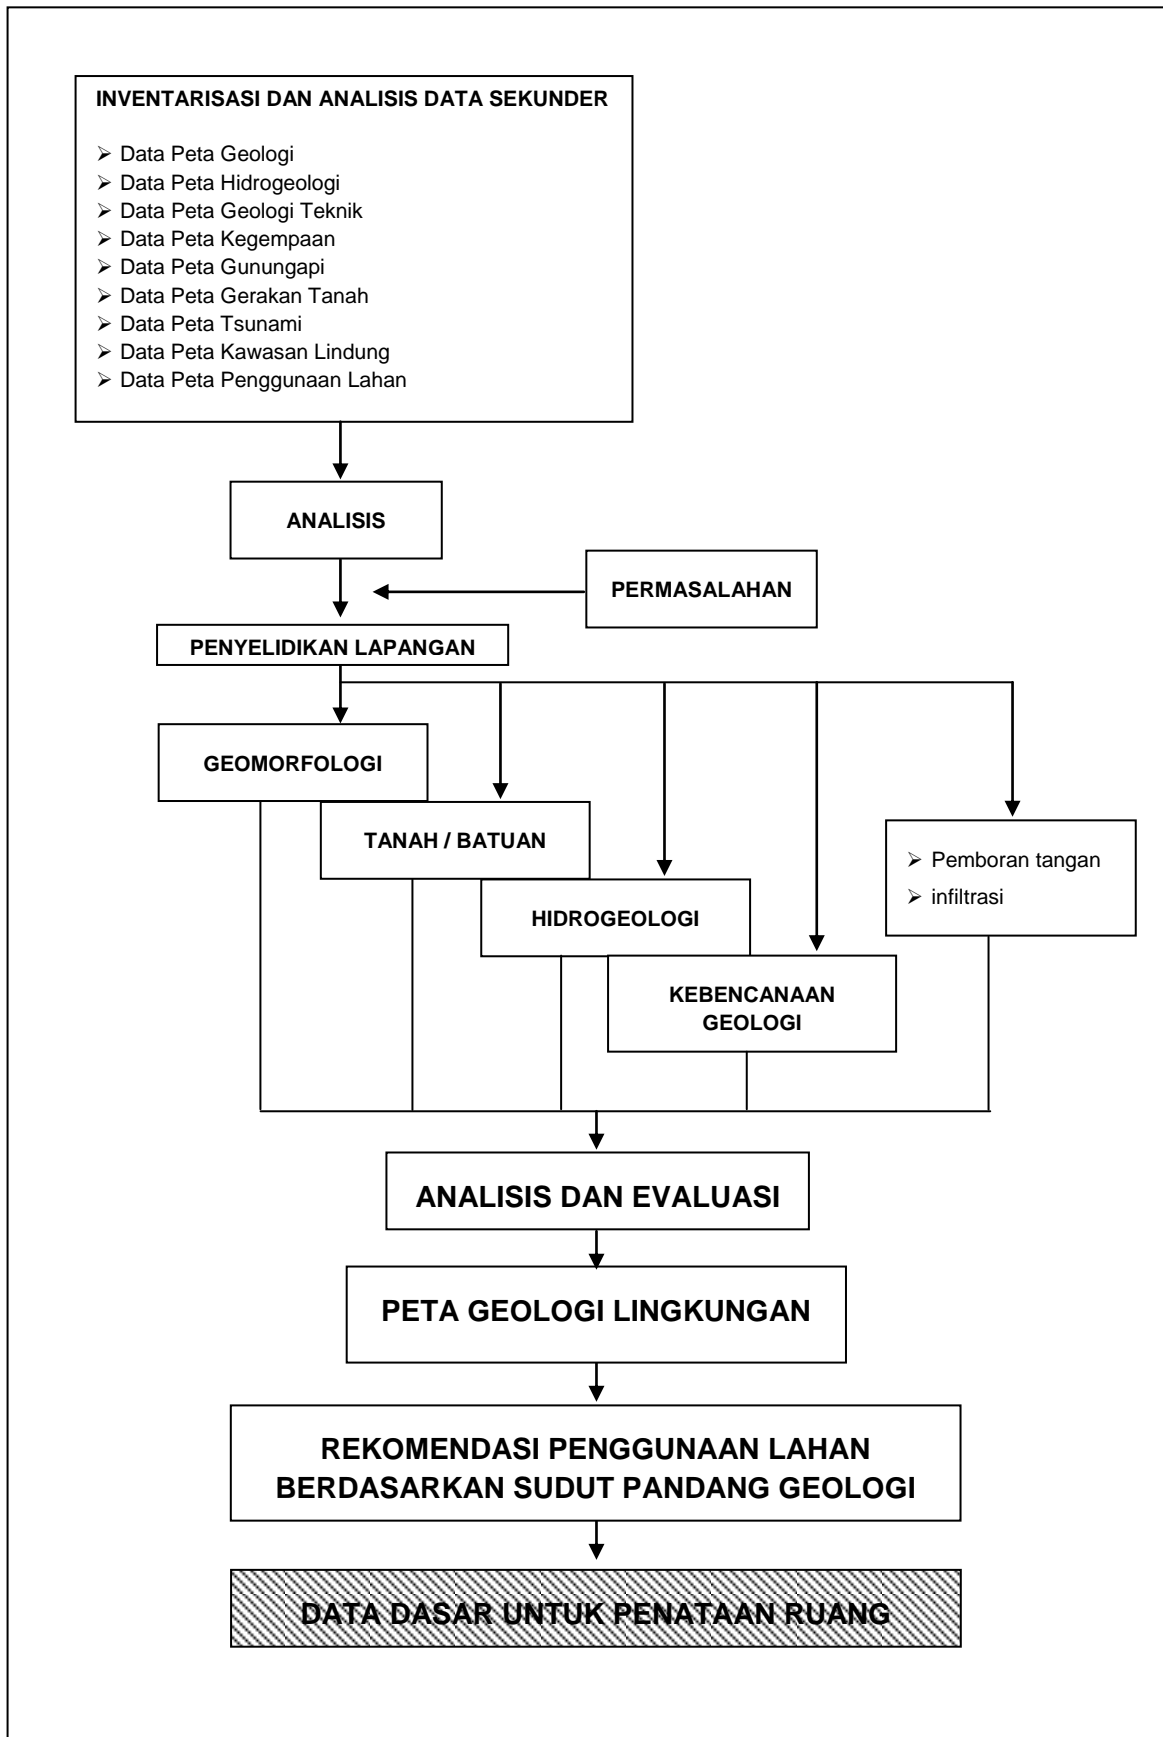 INVENTARISASI DAN ANALISIS DATA SEKUNDER
➢ Data Peta Geologi
➢ Data Peta Hidrogeologi
➢ Data Peta Geologi Teknik
➢ Data Peta Kegempaan
➢ Data Peta Gunungapi
➢ Data Peta Gerakan Tanah
➢ Data Peta Tsunami
➢ Data Peta Kawasan Lindung
➢ Data Peta Penggunaan Lahan
ANALISIS
PERMASALAHAN
PENYELIDIKAN LAPANGAN
GEOMORFOLOGI
TANAH / BATUAN
➢ Pemboran tangan
➢ infiltrasi
HIDROGEOLOGI
KEBENCANAAN
GEOLOGI
ANALISIS DAN EVALUASI
PETA GEOLOGI LINGKUNGAN
REKOMENDASI PENGGUNAAN LAHAN
BERDASARKAN SUDUT PANDANG GEOLOGI
DATA DASAR UNTUK PENATAAN RUANG